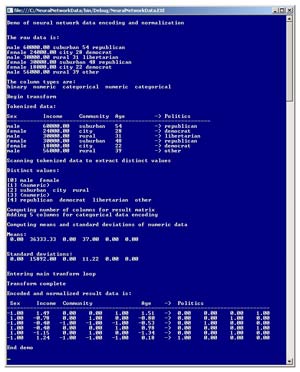 file:///C:/NeuralNetworkData/bin/Debug/NeuralNetworkData.EXE
Demo of neural network data encoding and normalization
The raw data is:
male 60000.00 suburban 54 republican
female 24000.00 city 28 democrat
male 30000.00 rural 31 libertarian
female 30000.00 suburban 48 republican
female 18000.00 city 22 democrat
male 56000.00 rural 39 other
The column types are:
binary numeric categorical numeric categorical
Begin transform
Tokenized data:
Sex Income Community Age -> Politics
male 60000.00 suburban 54 -> republican
female 24000.00 city 28 -> democrat
male 30000.00 rural 31 -> libertarian
female 30000.00 suburban 48 -> republican
female 18000.00 city 22 -> democrat
male 56000.00 rural 39 -> other
Scanning tokenized data to extract distinct values
Distinct values:
[0] male female
[1] (numeric)
[2] suburban city rural
[3] (numeric)
[4] republican democrat libertarian other
Computing number of columns for result matrix
Adding 5 columns for categorical data encoding
Computing means and standard deviations of numeric data
Means:
0.00 36333.33 0.00 37.00 0.00 0.00
Standard deviations:
0.00 15892.00 0.00 11.22 0.00 0.00
Entering main tranform loop
Transform complete
Encoded and normalized result data is:
Sex Income Community Age -> Politics
-1.00 1.49 0.00 0.00 1.00 1.51 -> 0.00 0.00 0.00 1.00
1.00 -0.78 0.00 1.00 0.00 -0.80 -> 0.00 0.00 1.00 0.00
-1.00 -0.40 -1.00 -1.00 -1.00 -0.53 -> 0.00 1.00 0.00 0.00
1.00 -0.40 0.00 0.00 1.00 0.98 -> 0.00 0.00 0.00 1.00
1.00 -1.15 0.00 1.00 0.00 -1.34 -> 0.00 0.00 1.00 0.00
-1.00 1.24 -1.00 -1.00 -1.00 0.18 -> 1.00 0.00 0.00 0.00
End demo